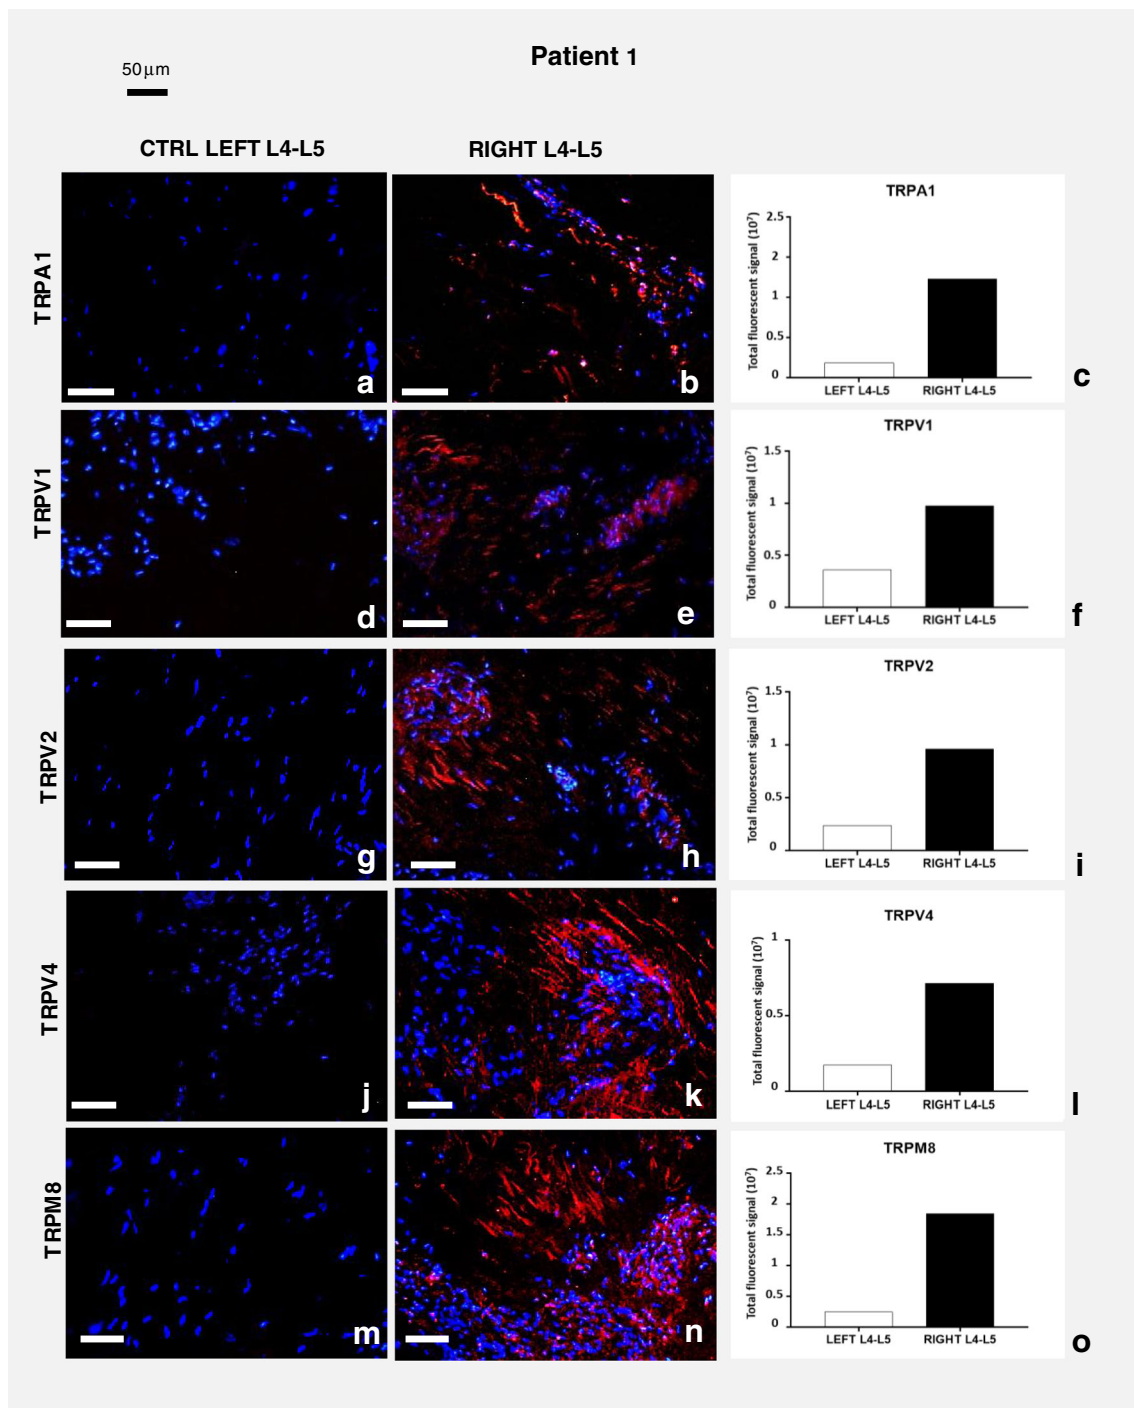 Patient 1
50μm
CTRL LEFT L4-L5
RIGHT L4-L5
TRPA1
a
b
TRPA1
Total fluorescent signal (10⁷)
2.5
2
1
0.5
0
LEFT L4-L5
RIGHT L4-L5
c
TRPV1
d
e
TRPV1
Total fluorescent signal (10⁷)
1.5
1
0.5
0
LEFT L4-L5
RIGHT L4-L5
f
TRPV2
g
h
TRPV2
Total fluorescent signal (10⁷)
1.5
1
0.5
0
LEFT L4-L5
RIGHT L4-L5
i
TRPV4
j
k
TRPV4
Total fluorescent signal (10⁷)
1
0.5
0
LEFT L4-L5
RIGHT L4-L5
l
TRPM8
m
n
TRPM8
Total fluorescent signal (10⁷)
2.5
2
1.5
1
0.5
0
LEFT L4-L5
RIGHT L4-L5
o